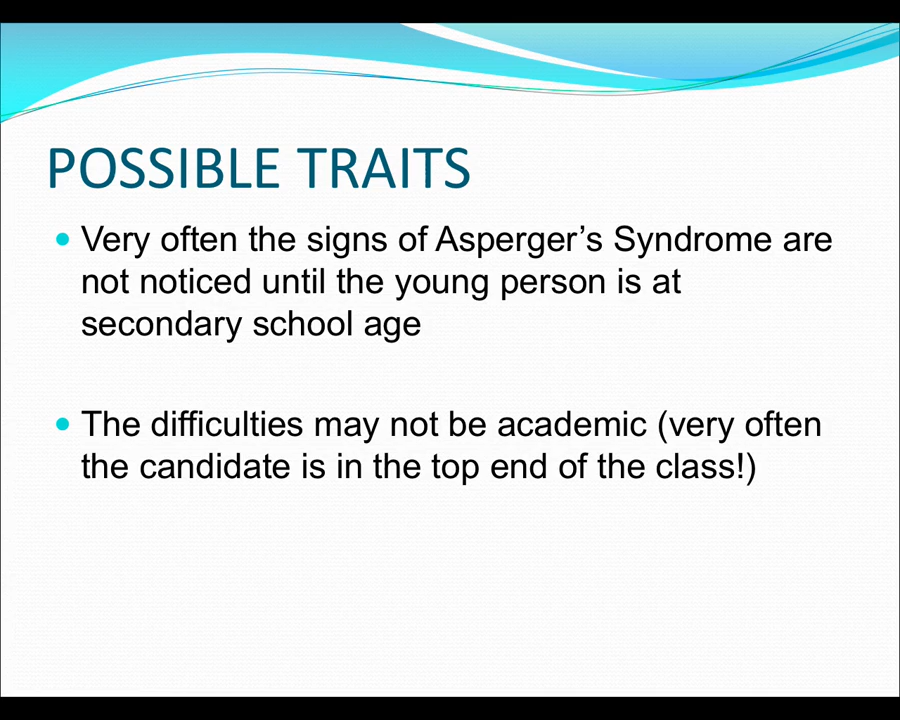 POSSIBLE TRAITS
Very often the signs of Asperger’s Syndrome are
not noticed until the young person is at
secondary school age
The difficulties may not be academic (very often
the candidate is in the top end of the class!)